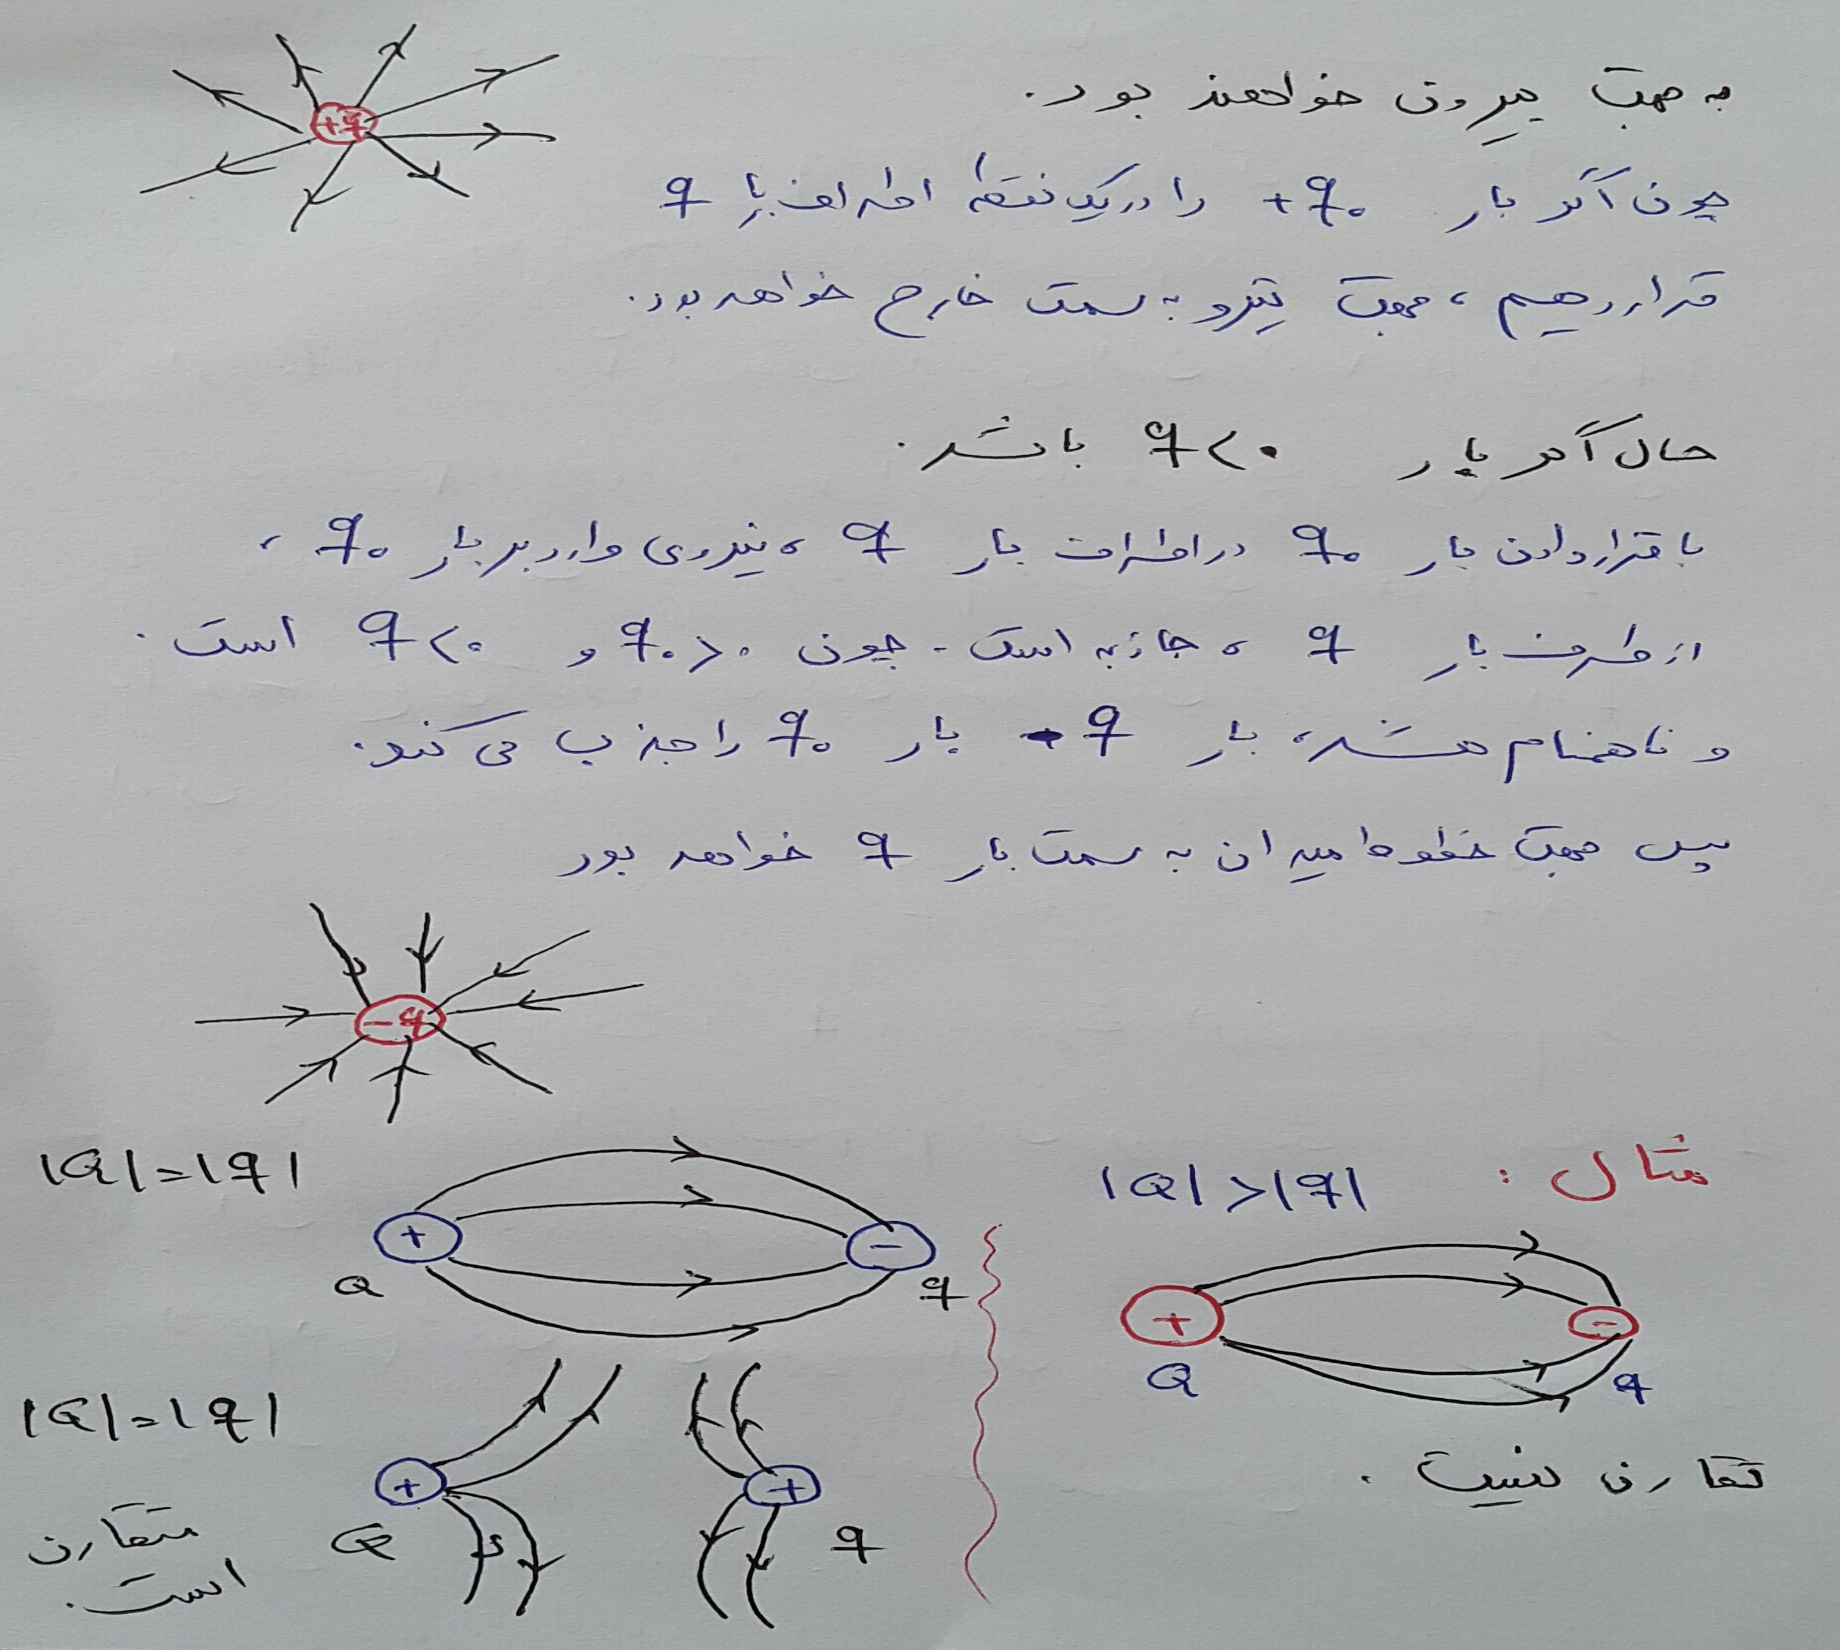 به جهت بیرون خواهند بود.
+q
چون اگر بار +q₀ را در یک نقطه اطراف بار q
قرار دهیم، جهت نیرو به سمت خارج خواهد بود.
حال اگر بار q<۰ باشد.
با قرار دادن بار q₀ در اطراف بار q، نیروی وارد بر بار q₀،
از طرف بار q، جاذبه است. چون q₀>۰ و q<۰ است.
و ناهمنام هستند، بار -q بار q₀ را جذب می کند.
پس جهت خطوط میدان به سمت بار q خواهد بود
-q
مثال :
|Q|>|q|
+ -
Q q
تقارن نیست.
|Q|=|q|
+ -
Q q
|Q|=|q|
+ +
Q q
متقارن
است.